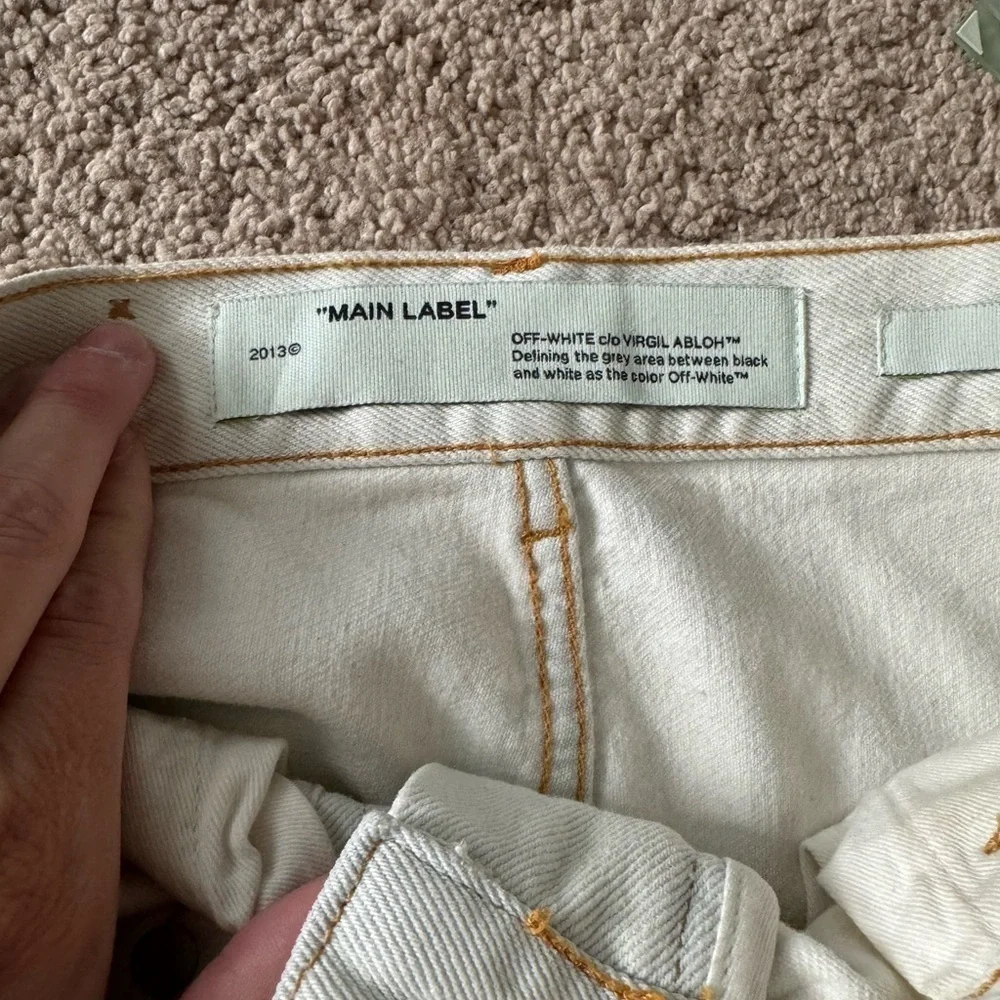 "MAIN LABEL"
2013©
OFF-WHITE c/o VIRGIL ABLOH™
Defining the grey area between black
and white as the color Off-White™